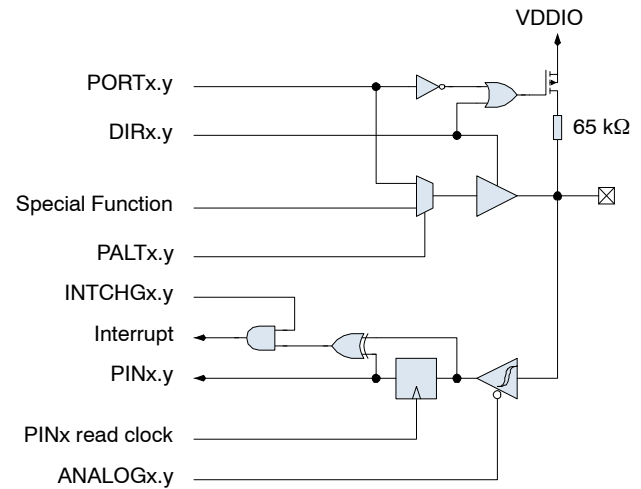 VDDIO
PORTx.y
65 kΩ
DIRx.y
Special Function
PALTx.y
INTCHGx.y
Interrupt
PINx.y
PINx read clock
ANALOGx.y